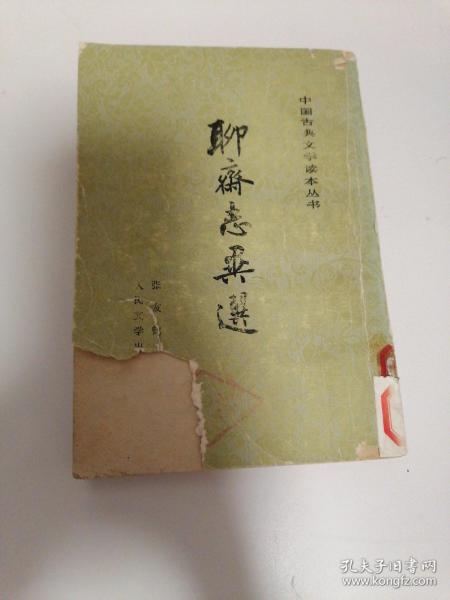 中国古典文学读本丛书
聊齋志異選
张友
人民文学出
孔夫子旧书网
www.kongfz.com